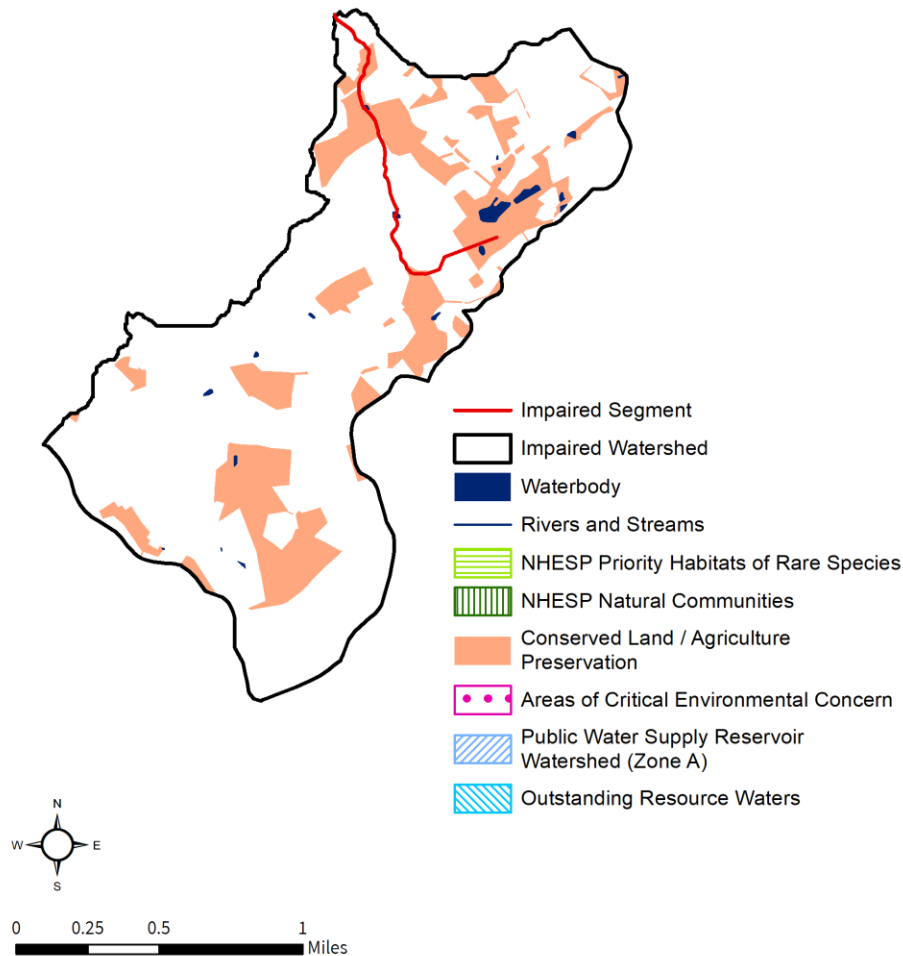 Impaired Segment
Impaired Watershed
Waterbody
Rivers and Streams
NHESP Priority Habitats of Rare Species
NHESP Natural Communities
Conserved Land / Agriculture
Preservation
Areas of Critical Environmental Concern
Public Water Supply Reservoir
Watershed (Zone A)
Outstanding Resource Waters
N
W E
S
0 0.25 0.5 1
Miles